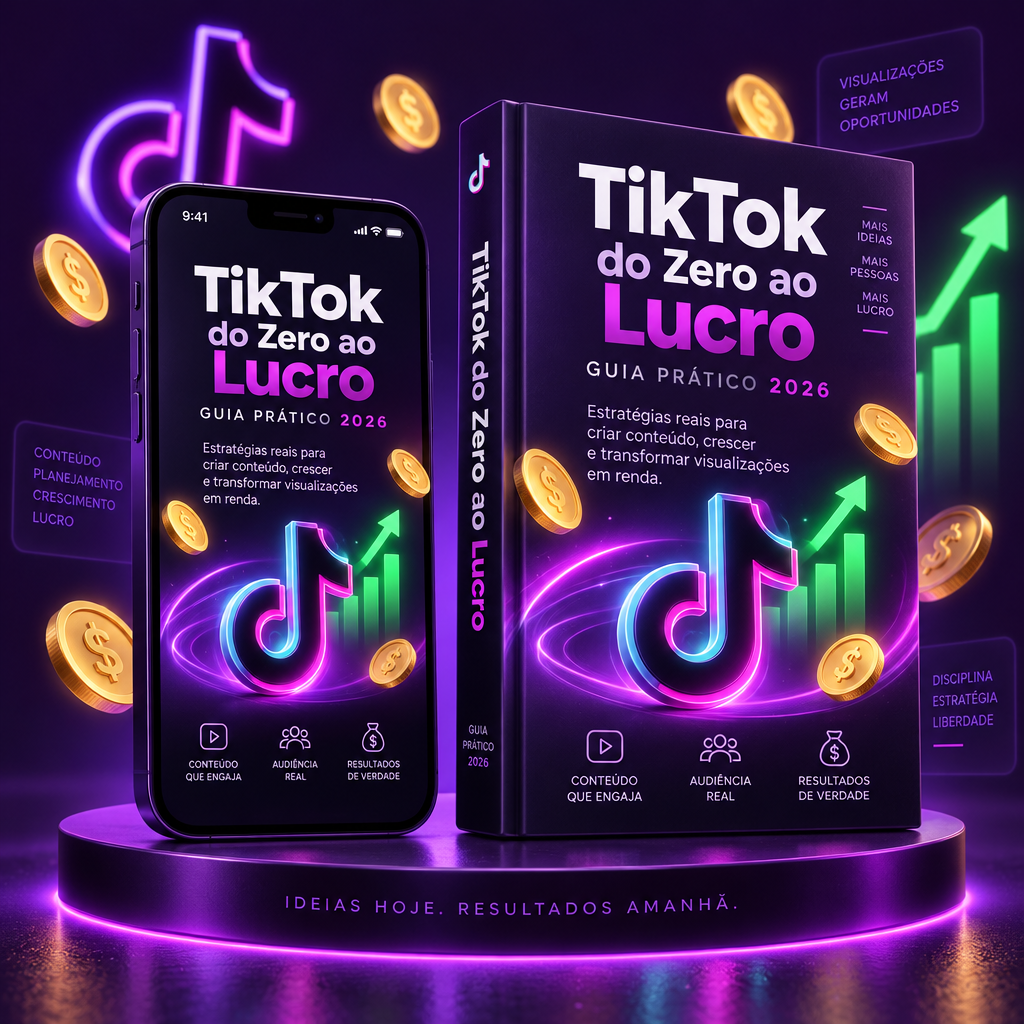 VISUALIZAÇÕES
GERAM
OPORTUNIDADES
9:41
TikTok
do Zero ao
Lucro
GUIA PRÁTICO 2026
Estratégias reais para
criar conteúdo, crescer
e transformar visualizações
em renda.
CONTEÚDO
QUE ENGAJA
AUDIÊNCIA
REAL
RESULTADOS
DE VERDADE
CONTEÚDO
PLANEJAMENTO
CRESCIMENTO
LUCRO
TikTok do Zero ao Lucro
GUIA
PRÁTICO
2026
TikTok
do Zero ao
Lucro
GUIA PRÁTICO 2026
MAIS
IDEIAS
MAIS
PESSOAS
MAIS
LUCRO
Estratégias reais para
criar conteúdo, crescer
e transformar visualizações
em renda.
CONTEÚDO
QUE ENGAJA
AUDIÊNCIA
REAL
RESULTADOS
DE VERDADE
DISCIPLINA
ESTRATÉGIA
LIBERDADE
IDEIAS HOJE. RESULTADOS AMANHÃ.